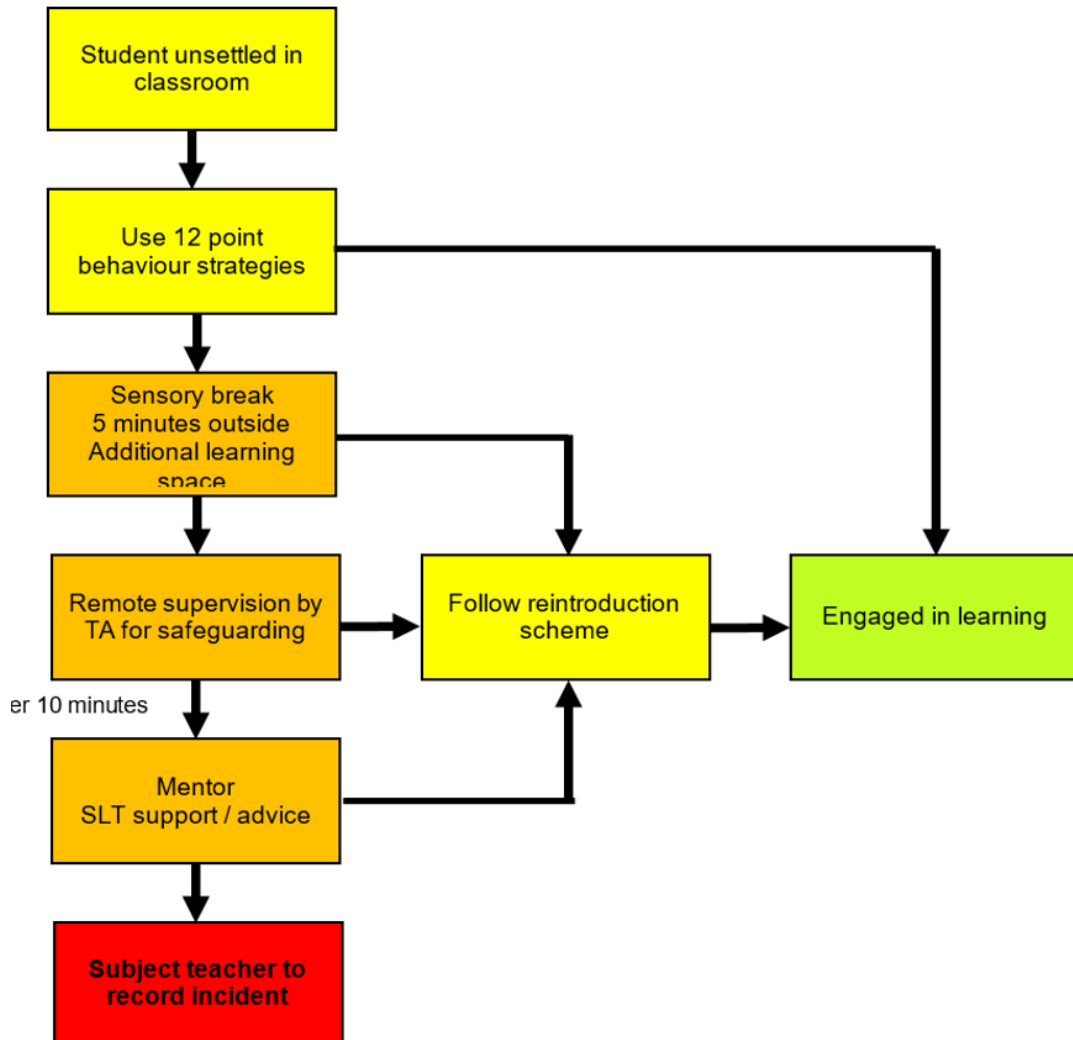 Student unsettled in
classroom
Use 12 point
behaviour strategies
Sensory break
5 minutes outside
Additional learning
space
Remote supervision by
TA for safeguarding
Follow reintroduction
scheme
Engaged in learning
er 10 minutes
Mentor
SLT support / advice
Subject teacher to
record incident